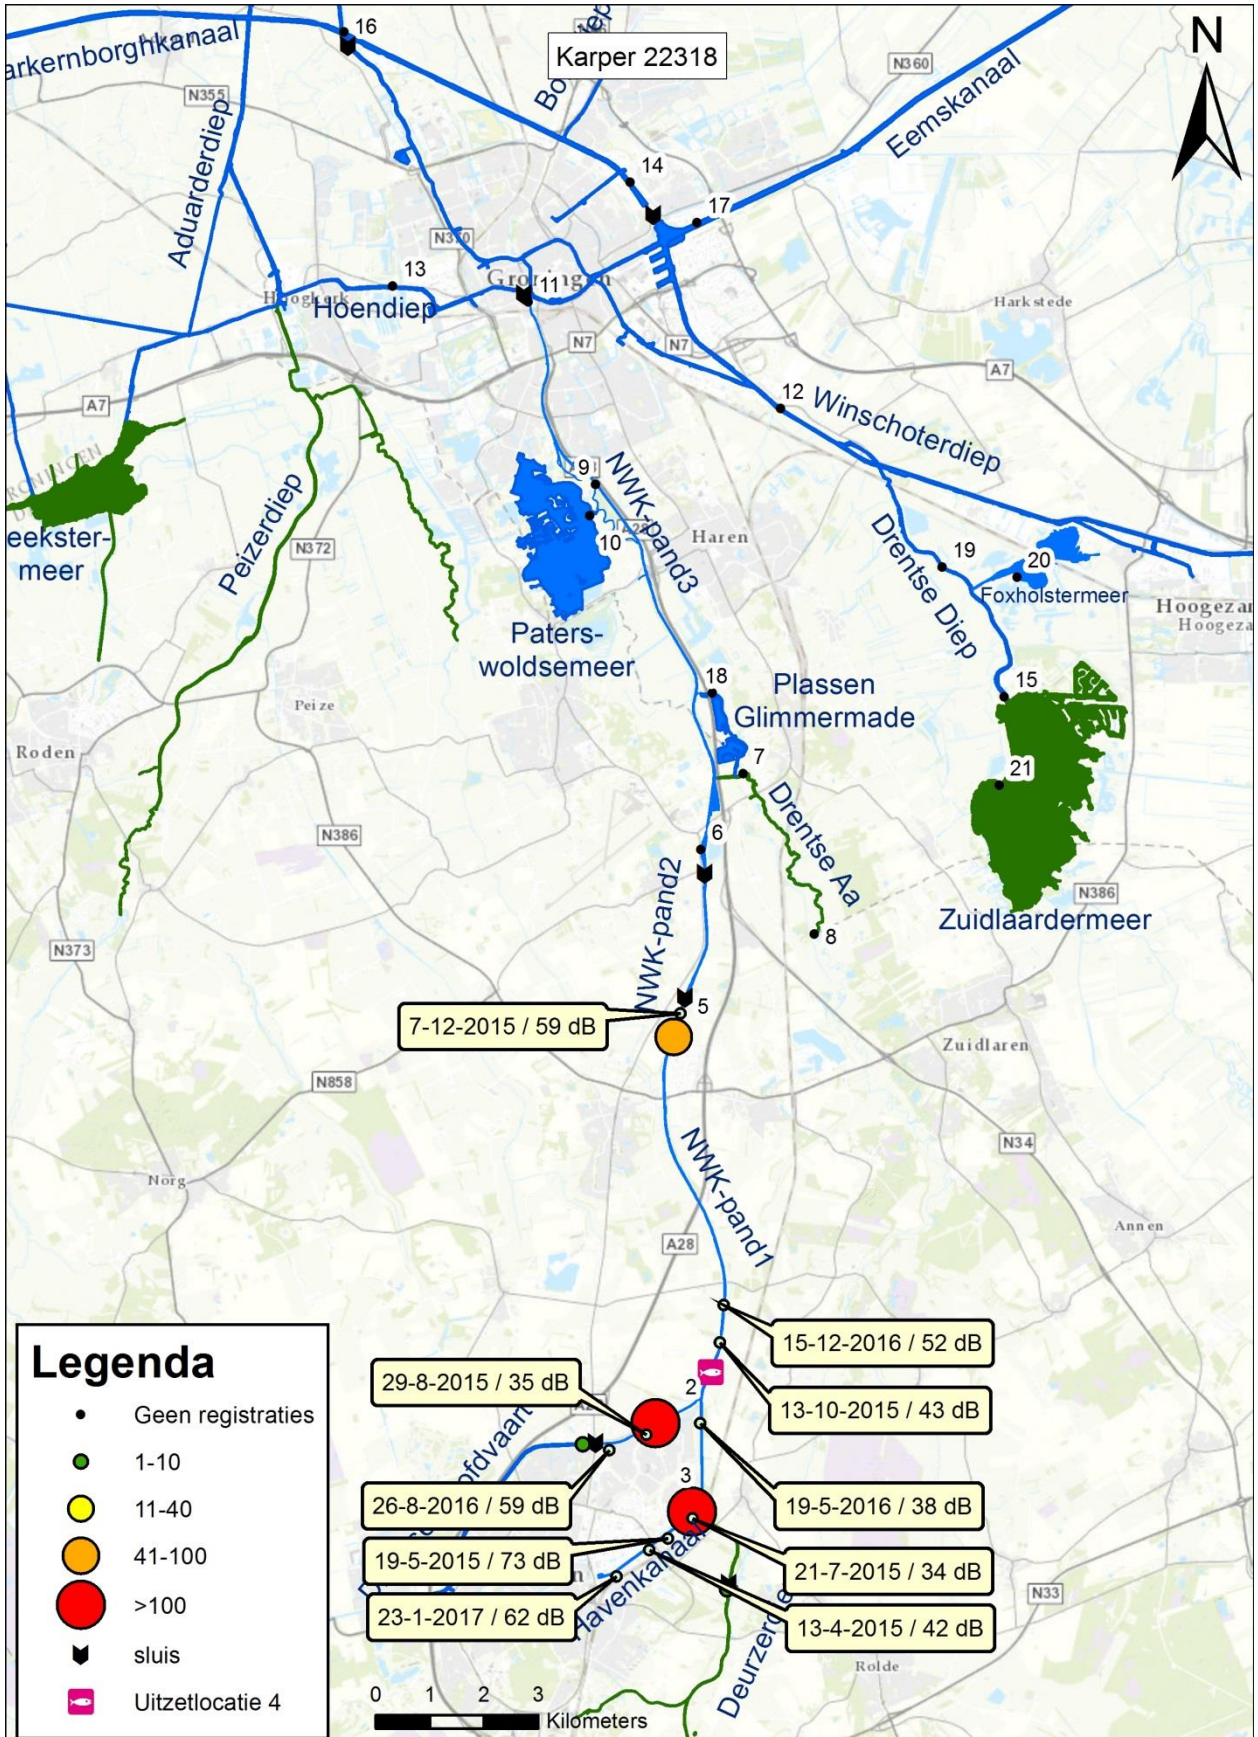 16
Karper 22318
N
N360
Eemskanaal
arkernborghkanaal
N355
Aduarderdiep
14
17
N370
13
Groningen
11
Harkstede
Hoogkerk
Hoendiep
N7
N7
A7
A7
12
Winschoterdiep
9
NWK-pand3
10
Haren
N372
Peizerdiep
eekster-
meer
19
20
Foxholstermeer
Drentse Diep
Hoogezan
Hoogeza
Paters-
woldsemeer
18
Plassen
Glimmermade
15
Peize
Roden
7
21
Drentse Aa
N386
6
NWK-pand2
N386
8
Zuidlaardermeer
N373
5
7-12-2015 / 59 dB
Zuidlaren
N858
NWK-pand1
N34
Norg
Annen
A28
15-12-2016 / 52 dB
29-8-2015 / 35 dB
2
13-10-2015 / 43 dB
26-8-2016 / 59 dB
3
19-5-2016 / 38 dB
19-5-2015 / 73 dB
21-7-2015 / 34 dB
Havenkanaal
23-1-2017 / 62 dB
13-4-2015 / 42 dB
N33
Rolde
Legenda
Geen registraties
1-10
11-40
41-100
>100
sluis
Uitzetlocatie 4
0 1 2 3
Kilometers